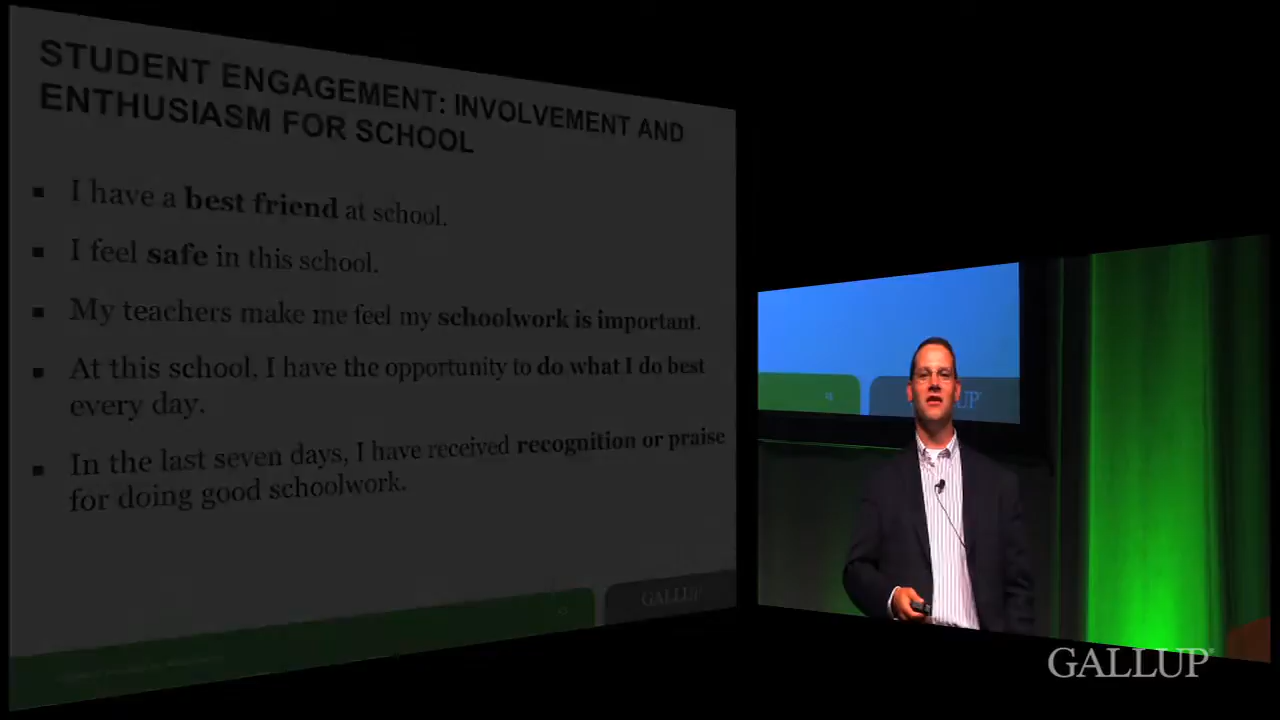 STUDENT ENGAGEMENT: INVOLVEMENT AND
ENTHUSIASM FOR SCHOOL
▪ I have a best friend at school.
▪ I feel safe in this school.
▪ My teachers make me feel my schoolwork is important.
▪ At this school, I have the opportunity to do what I do best
every day.
▪ In the last seven days, I have received recognition or praise
for doing good schoolwork.
GALLUP
UP
GALLUP